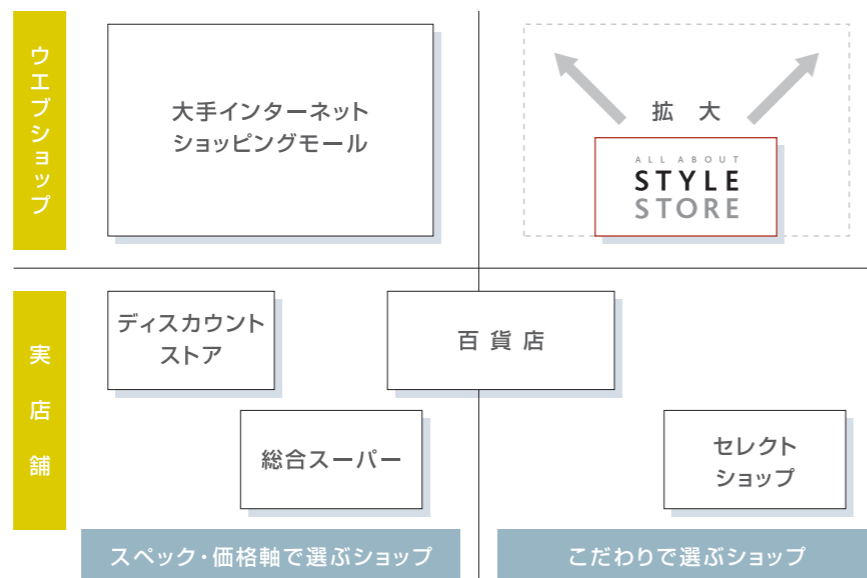 ウエブショップ
大手インターネット
ショッピングモール
拡 大
ALL ABOUT
STYLE
STORE
実店舗
ディスカウント
ストア
百貨店
総合スーパー
セレクト
ショップ
スペック・価格軸で選ぶショップ
こだわりで選ぶショップ